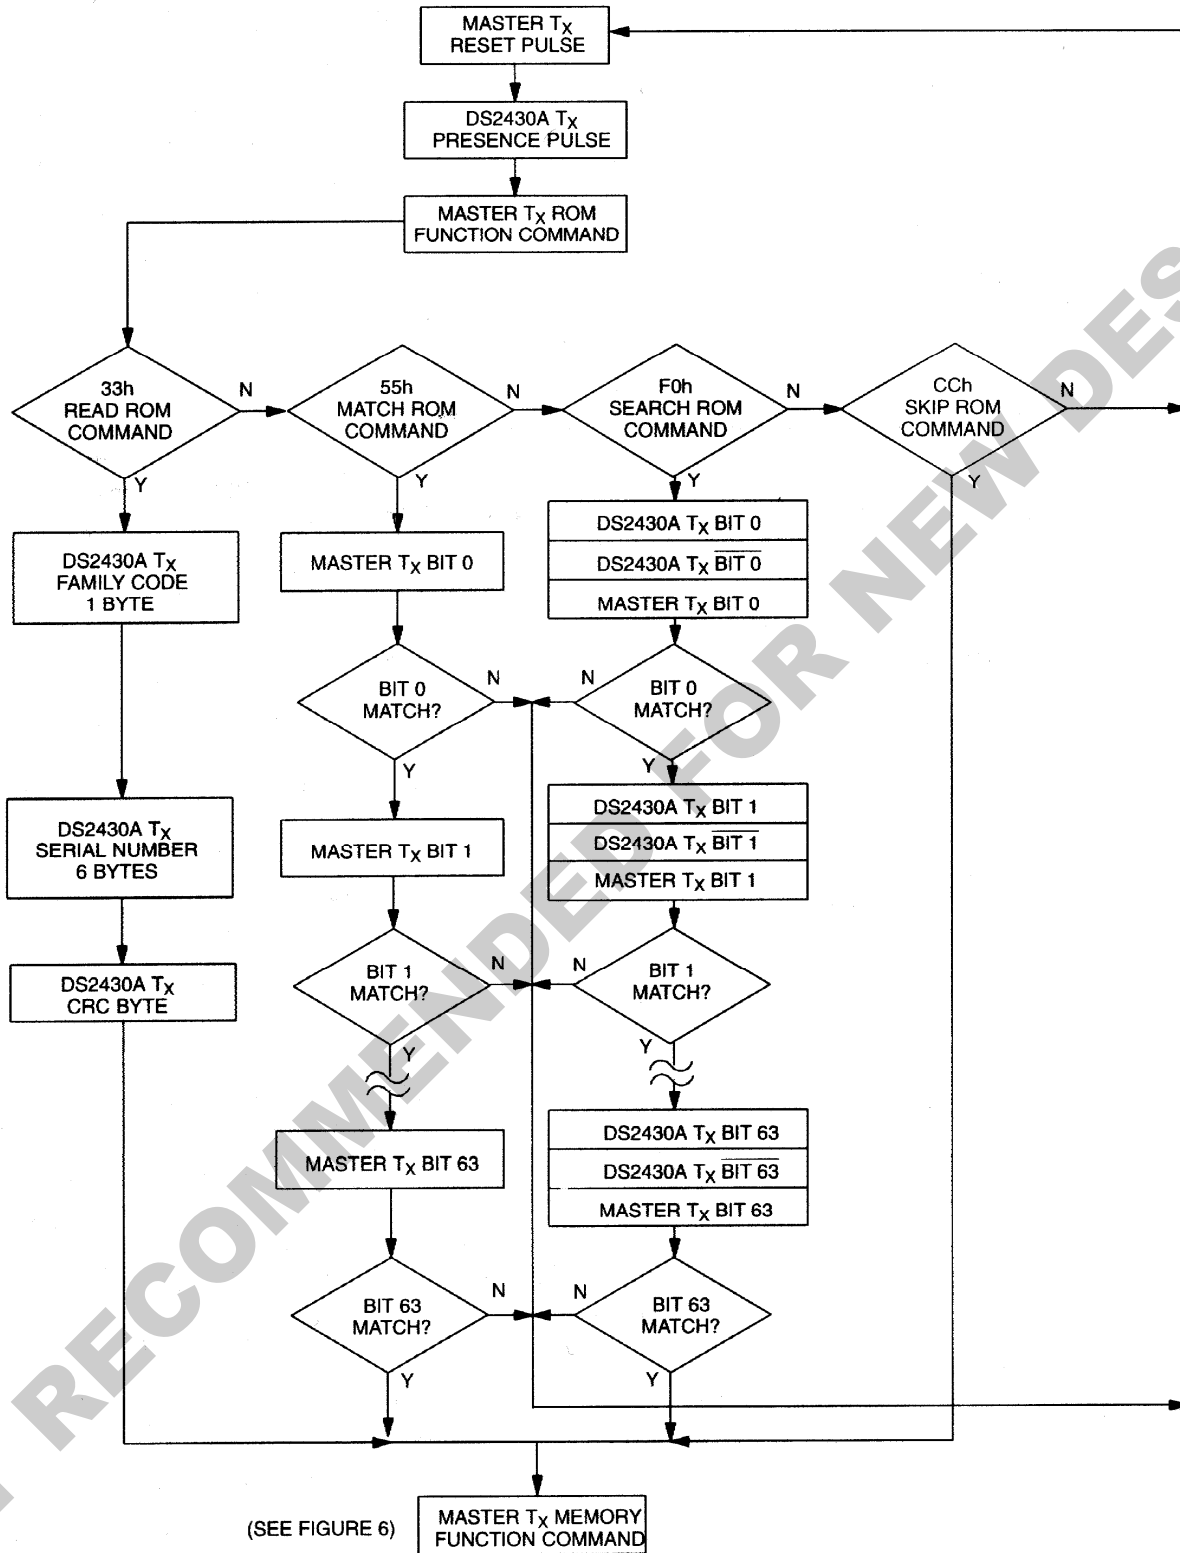 MASTER TX
RESET PULSE
DS2430A TX
PRESENCE PULSE
MASTER TX ROM
FUNCTION COMMAND
33h
READ ROM
COMMAND
N
Y
55h
MATCH ROM
COMMAND
N
Y
F0h
SEARCH ROM
COMMAND
N
Y
CCh
SKIP ROM
COMMAND
N
Y
DS2430A TX
FAMILY CODE
1 BYTE
MASTER TX BIT 0
DS2430A TX BIT 0
DS2430A TX B̅I̅T̅ ̅0̅
MASTER TX BIT 0
BIT 0
MATCH?
N
Y
N
BIT 0
MATCH?
Y
DS2430A TX
SERIAL NUMBER
6 BYTES
MASTER TX BIT 1
DS2430A TX BIT 1
DS2430A TX B̅I̅T̅ ̅1̅
MASTER TX BIT 1
DS2430A TX
CRC BYTE
BIT 1
MATCH?
N
Y
N
BIT 1
MATCH?
Y
MASTER TX BIT 63
DS2430A TX BIT 63
DS2430A TX B̅I̅T̅ ̅6̅3̅
MASTER TX BIT 63
BIT 63
MATCH?
N
Y
N
BIT 63
MATCH?
Y
(SEE FIGURE 6)
MASTER TX MEMORY
FUNCTION COMMAND
RECOMMENDED FOR NEW DES